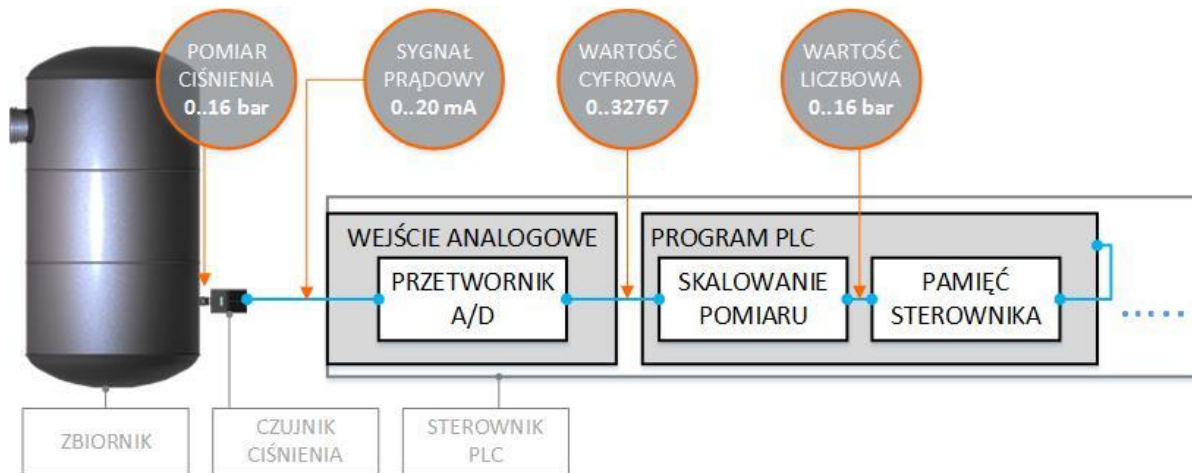 POMIAR
CIŚNIENIA
0..16 bar
SYGNAŁ
PRĄDOWY
0..20 mA
WARTOŚĆ
CYFROWA
0..32767
WARTOŚĆ
LICZBOWA
0..16 bar
WEJŚCIE ANALOGOWE
PRZETWORNIK
A/D
PROGRAM PLC
SKALOWANIE
POMIARU
PAMIĘĆ
STEROWNIKA
ZBIORNIK
CZUJNIK
CIŚNIENIA
STEROWNIK
PLC